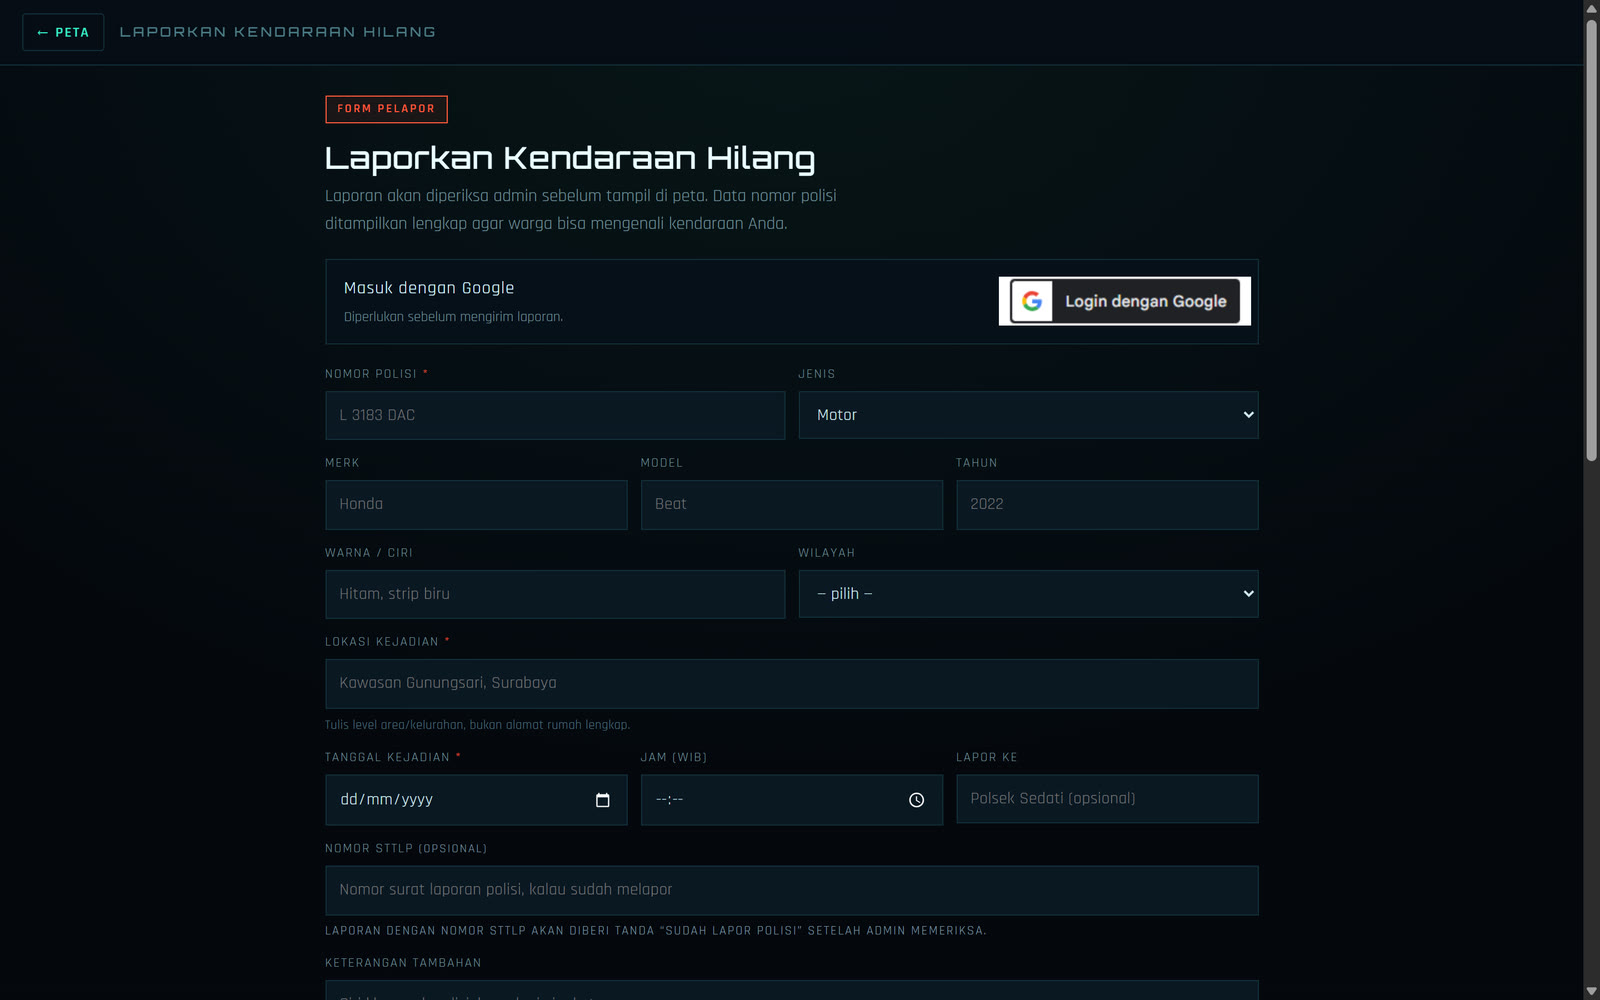 ← PETA
LAPORKAN KENDARAAN HILANG
FORM PELAPOR
Laporkan Kendaraan Hilang
Laporan akan diperiksa admin sebelum tampil di peta. Data nomor polisi
ditampilkan lengkap agar warga bisa mengenali kendaraan Anda.
Masuk dengan Google
Diperlukan sebelum mengirim laporan.
Login dengan Google
NOMOR POLISI *
JENIS
L 3183 DAC
Motor
MERK
MODEL
TAHUN
Honda
Beat
2022
WARNA / CIRI
WILAYAH
Hitam, strip biru
— pilih —
LOKASI KEJADIAN *
Kawasan Gunungsari, Surabaya
Tulis level area/kelurahan, bukan alamat rumah lengkap.
TANGGAL KEJADIAN *
JAM (WIB)
LAPOR KE
dd/mm/yyyy
--:--
Polsek Sedati (opsional)
NOMOR STTLP (OPSIONAL)
Nomor surat laporan polisi, kalau sudah melapor
LAPORAN DENGAN NOMOR STTLP AKAN DIBERI TANDA "SUDAH LAPOR POLISI" SETELAH ADMIN MEMERIKSA.
KETERANGAN TAMBAHAN